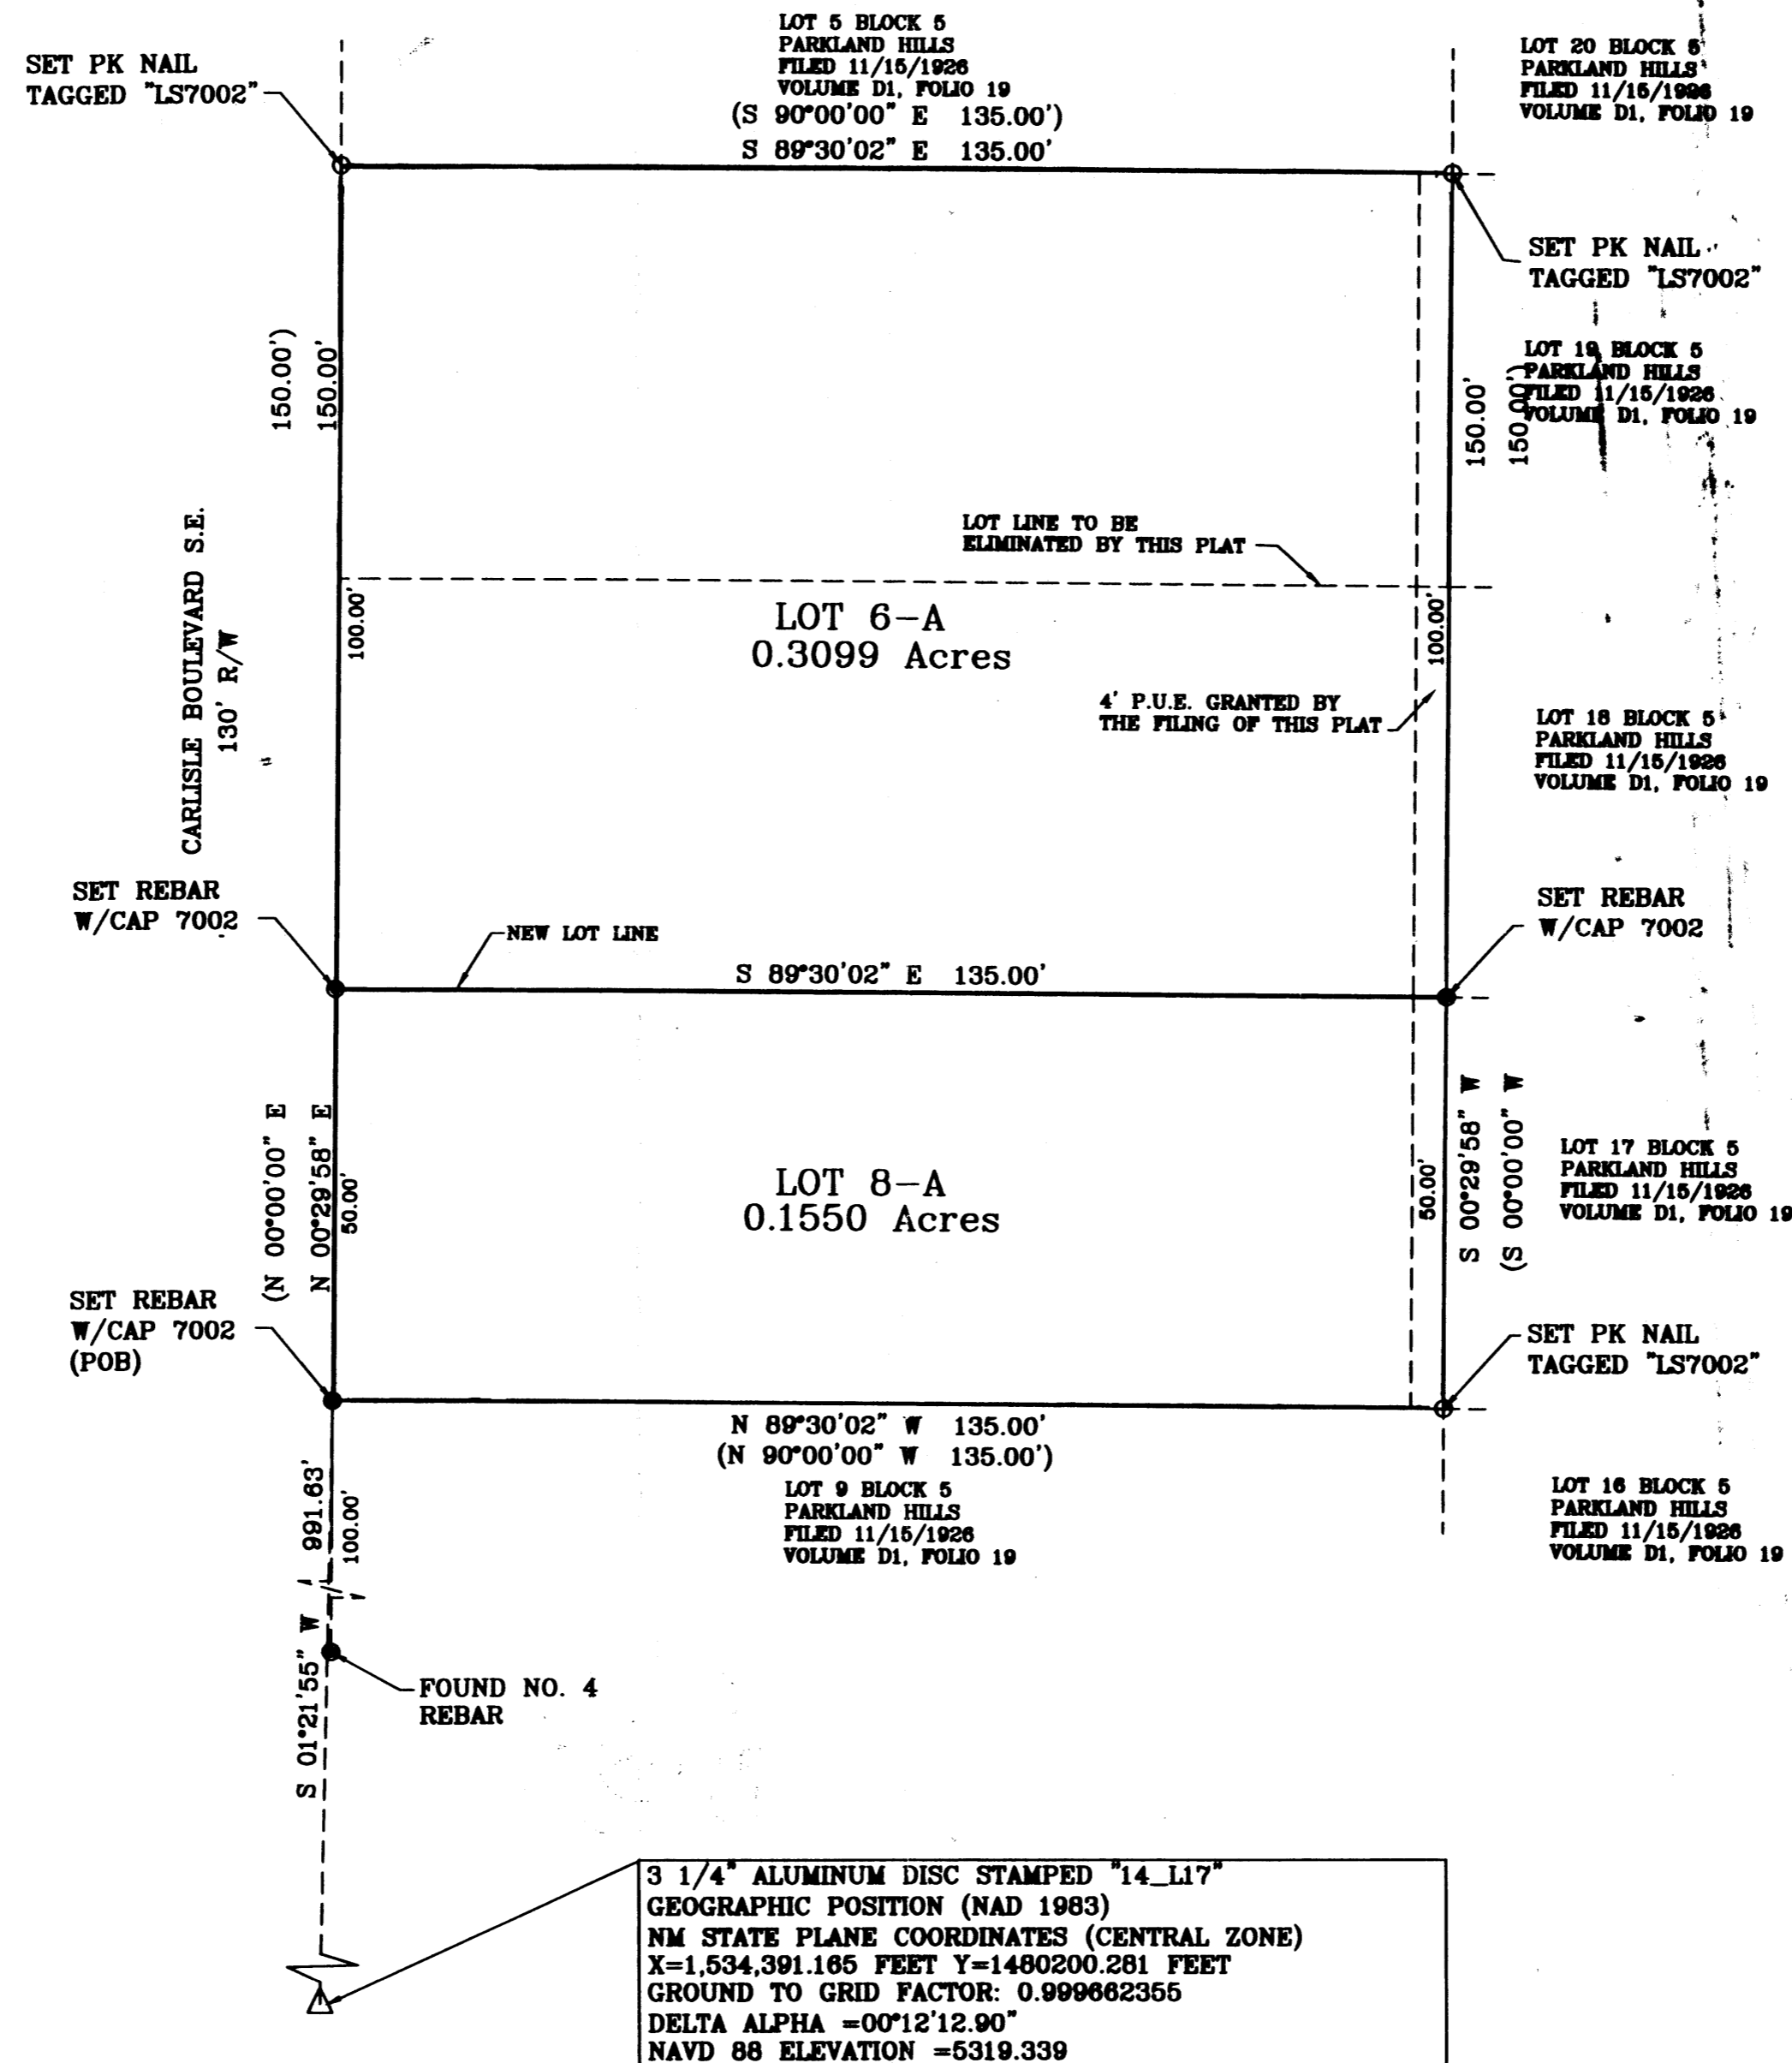 LOT 5 BLOCK 5
PARKLAND HILLS
FILED 11/15/1926
VOLUME D1, FOLIO 19
(S 90°00'00" E 135.00')
S 89°30'02" E 135.00'
SET PK NAIL
TAGGED "LS7002"
LOT 20 BLOCK 5
PARKLAND HILLS
FILED 11/15/1926
VOLUME D1, FOLIO 19
SET PK NAIL
TAGGED "LS7002"
150.00')
150.00'
LOT 19 BLOCK 5
PARKLAND HILLS
FILED 11/15/1926
VOLUME D1, FOLIO 19
150.00'
150.00')
CARLISLE BOULEVARD S.E.
130' R/W
LOT LINE TO BE
ELIMINATED BY THIS PLAT
100.00'
LOT 6-A
0.3099 Acres
100.00'
4' P.U.E. GRANTED BY
THE FILING OF THIS PLAT
LOT 18 BLOCK 5
PARKLAND HILLS
FILED 11/15/1926
VOLUME D1, FOLIO 19
SET REBAR
W/CAP 7002
NEW LOT LINE
S 89°30'02" E 135.00'
SET REBAR
W/CAP 7002
(N 00°00'00" E
N 00°29'58" E
50.00'
LOT 8-A
0.1550 Acres
50.00'
S 00°29'58" W
(S 00°00'00" W
LOT 17 BLOCK 5
PARKLAND HILLS
FILED 11/15/1926
VOLUME D1, FOLIO 19
SET REBAR
W/CAP 7002
(POB)
SET PK NAIL
TAGGED "LS7002"
N 89°30'02" W 135.00'
(N 90°00'00" W 135.00')
LOT 9 BLOCK 5
PARKLAND HILLS
FILED 11/15/1926
VOLUME D1, FOLIO 19
LOT 16 BLOCK 5
PARKLAND HILLS
FILED 11/15/1926
VOLUME D1, FOLIO 19
S 01°21'55" W 991.63'
100.00'
FOUND NO. 4
REBAR
3 1/4" ALUMINUM DISC STAMPED "14_L17"
GEOGRAPHIC POSITION (NAD 1983)
NM STATE PLANE COORDINATES (CENTRAL ZONE)
X=1,534,391.165 FEET Y=1480200.281 FEET
GROUND TO GRID FACTOR: 0.999662355
DELTA ALPHA =00°12'12.90"
NAVD 88 ELEVATION =5319.339